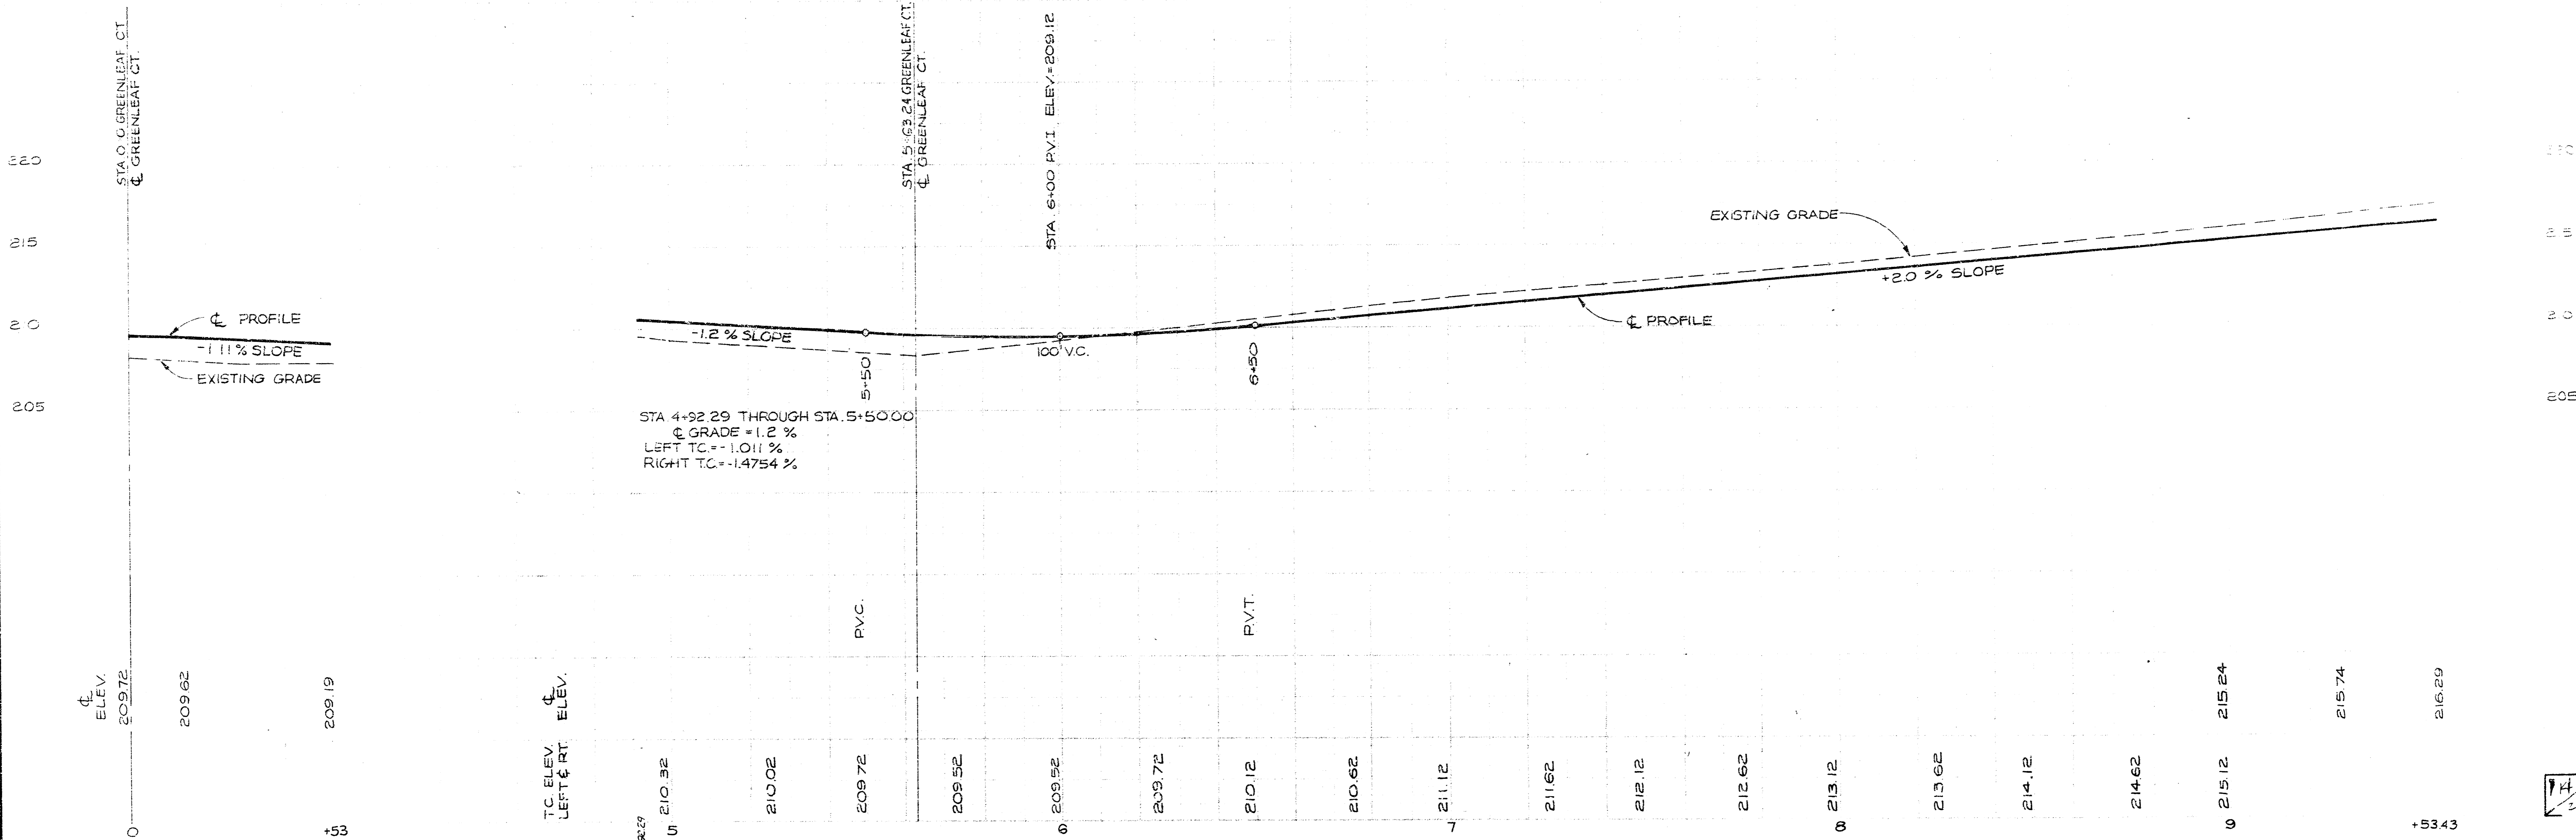 STA. 0+0 GREENLEAF CT
℄ GREENLEAF CT.
STA. 5+63.24 GREENLEAF CT.
℄ GREENLEAF CT.
STA. 6+00 P.V.I. ELEV.=209.12
220
215
210
205
215
210
205
℄ PROFILE
-1.11% SLOPE
EXISTING GRADE
-1.2 % SLOPE
5+50
100' V.C.
6+50
EXISTING GRADE
+2.0 % SLOPE
℄ PROFILE
STA. 4+92.29 THROUGH STA. 5+50.00
℄ GRADE = 1.2 %
LEFT T.C. = -1.011 %
RIGHT T.C. = -1.4754 %
P.V.C.
P.V.T.
℄ ELEV.
209.72
209.62
209.19
℄ ELEV.
215.24
215.74
216.29
T.C. ELEV.
LEFT & RT.
210.32
210.02
209.72
209.52
209.52
209.72
210.12
210.62
211.12
211.62
212.12
212.62
213.12
213.62
214.12
214.62
215.12
0
+53
92.29
5
6
7
8
9
+53.43